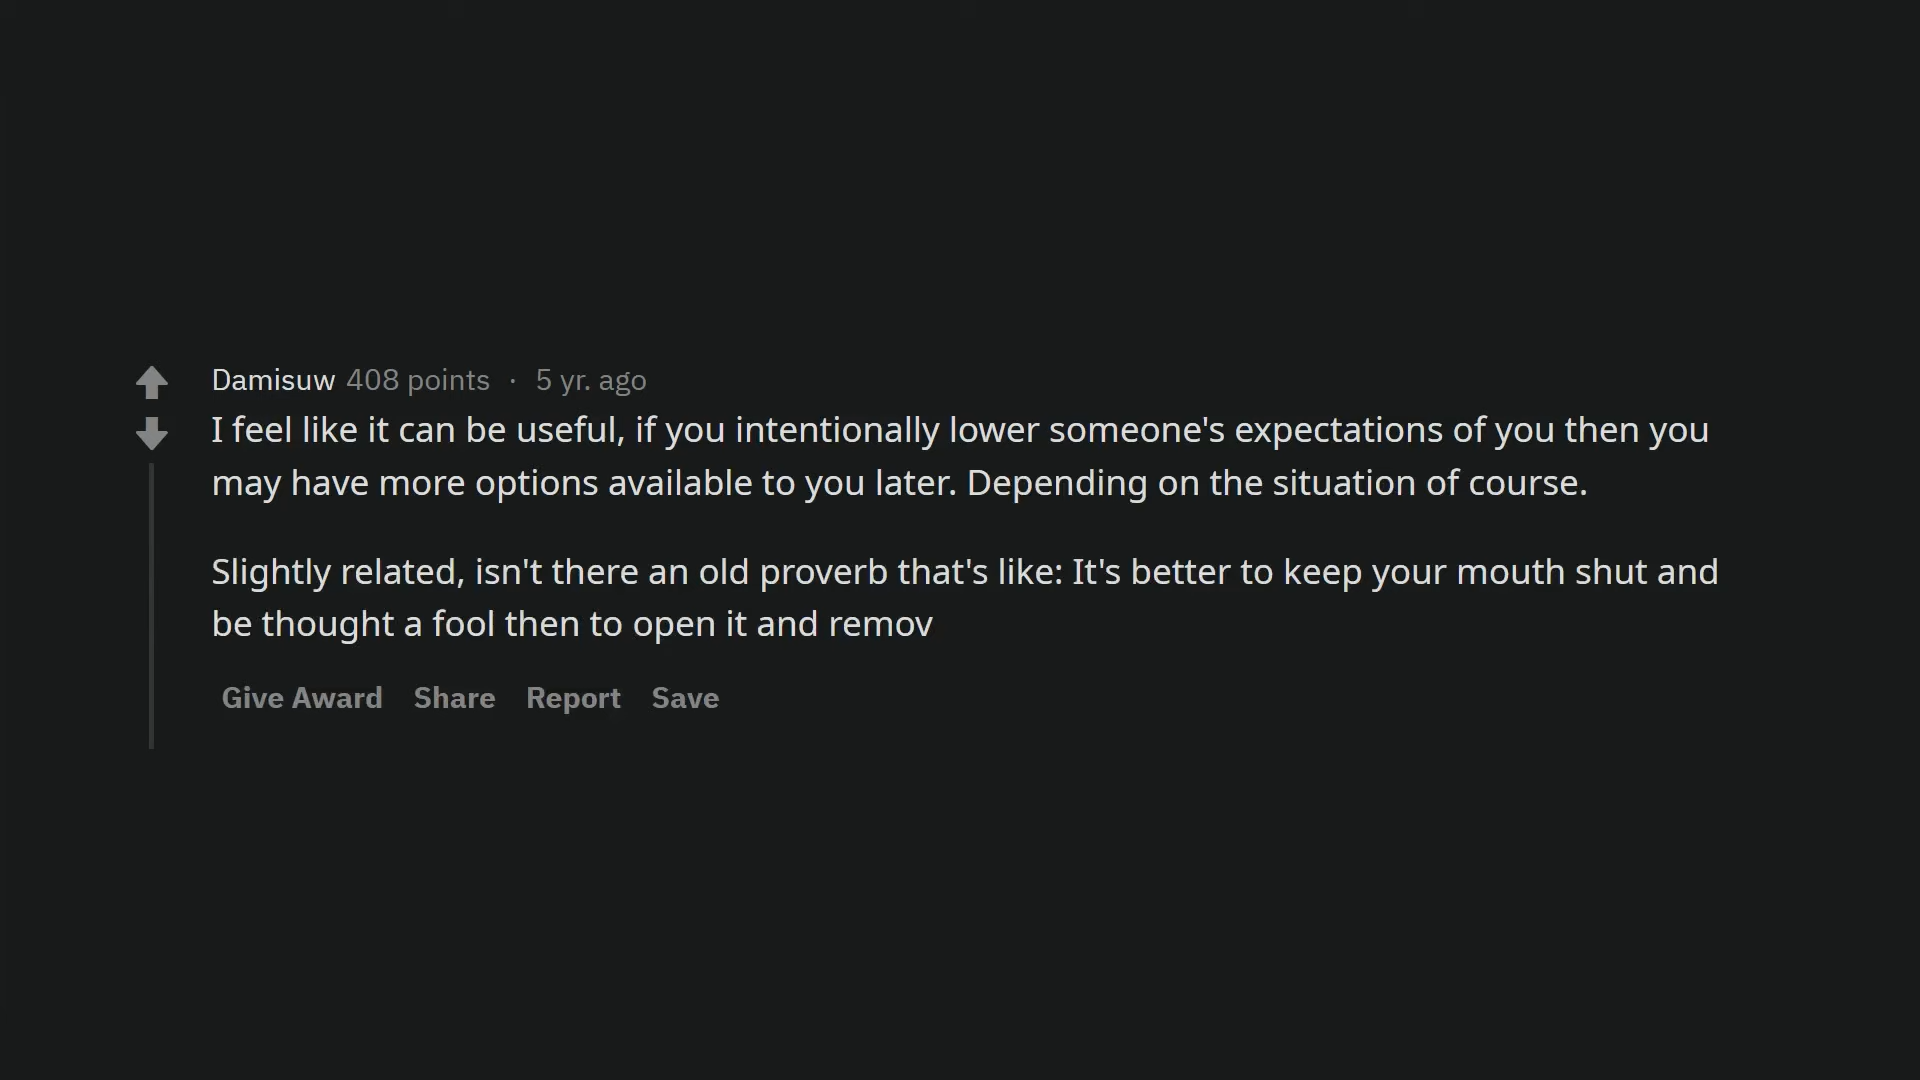 Damisuw 408 points · 5 yr. ago
I feel like it can be useful, if you intentionally lower someone's expectations of you then you
may have more options available to you later. Depending on the situation of course.
Slightly related, isn't there an old proverb that's like: It's better to keep your mouth shut and
be thought a fool then to open it and remov
Give Award Share Report Save